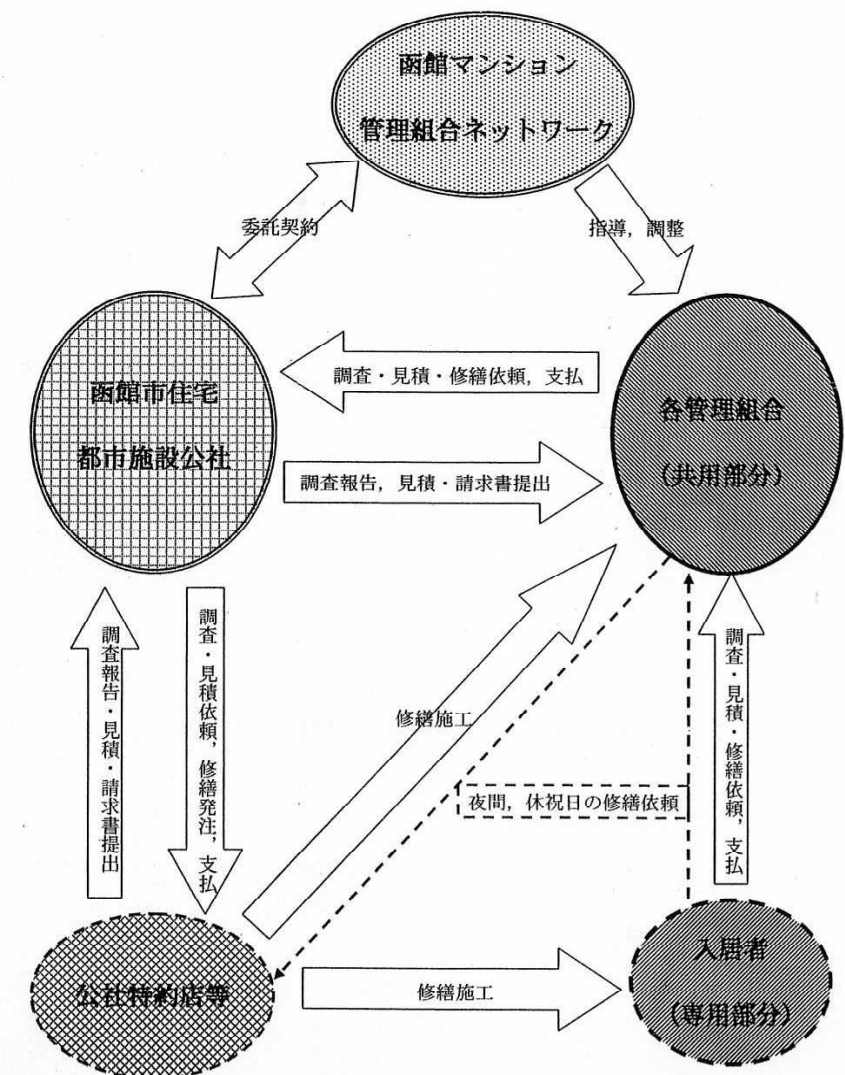 函館マンション
管理組合ネットワーク
委託契約
指導，調整
調査・見積・修繕依頼，支払
函館市住宅
都市施設公社
各管理組合
（共用部分）
調査報告，見積・請求書提出
調査報告・見積・請求書提出
調査・見積依頼，修繕発注，支払
修繕施工
調査・見積・修繕依頼，支払
夜間，休祝日の修繕依頼
公社特約店等
修繕施工
入居者
（専用部分）